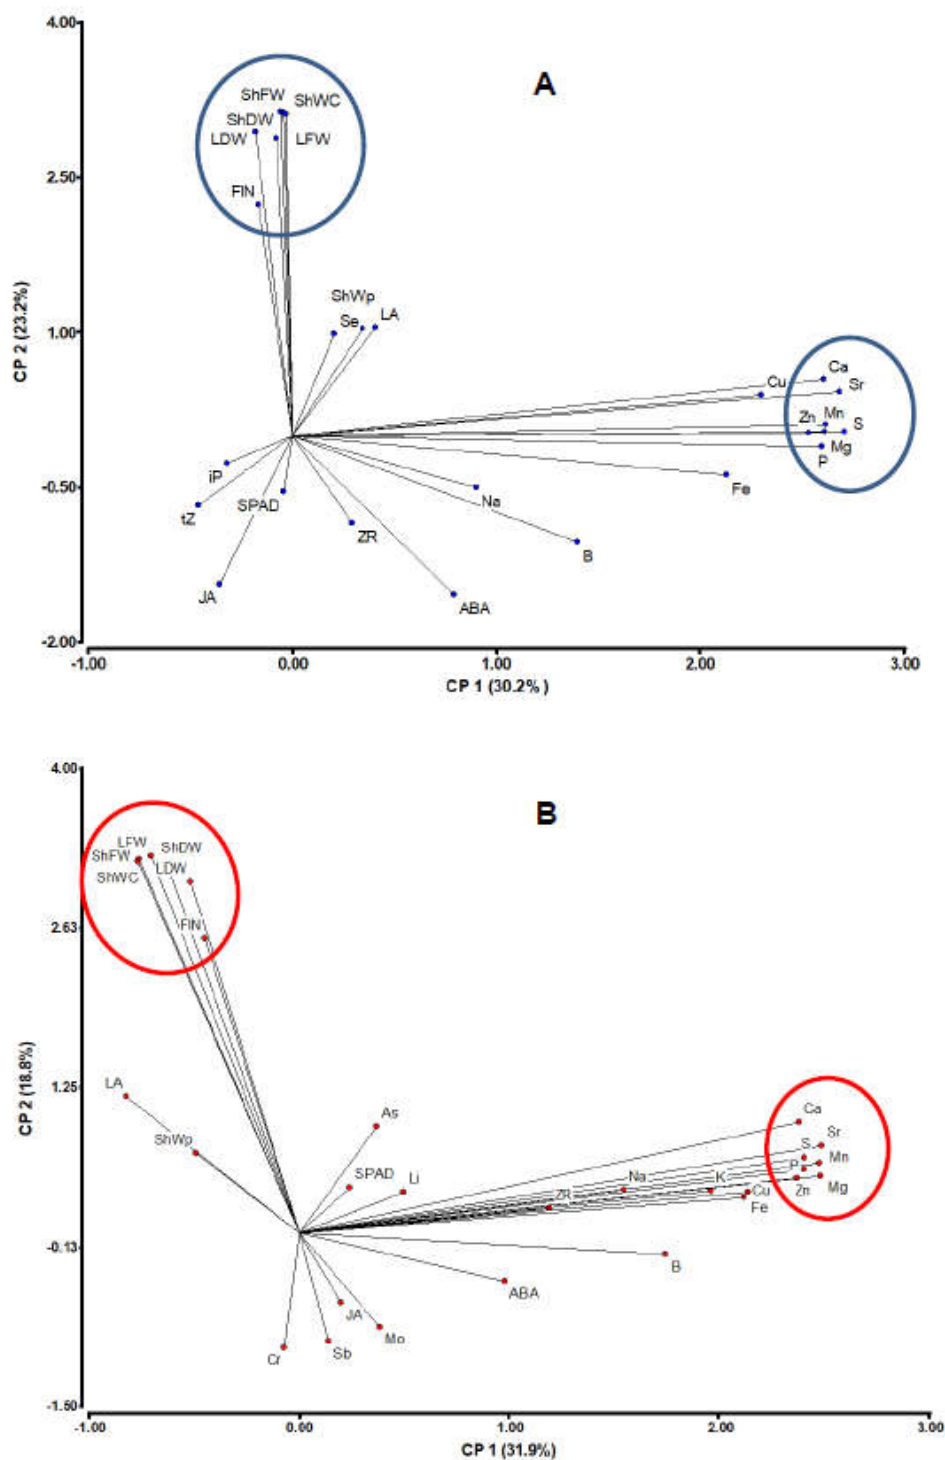 4.00
A
ShFW ShWC
ShDW
LDW LFW
2.50
FlN
ShWp
Se LA
1.00
CP 2 (23.2%)
Ca
Cu Sr
Zn Mn S
Mg
P
iP
-0.50
SPAD Na Fe
tZ
ZR
B
JA ABA
-2.00
-1.00 0.00 1.00 2.00 3.00
CP 1 (30.2% )
4.00
B
LFW ShDW
ShFW
LDW
ShWC
2.63
FlN
CP 2 (18.8%)
1.25
LA
As Ca
Sr
ShWp S Mn
P
SPAD Li Na K
Zn Mg
ZR Cu
Fe
-0.13
B
ABA
JA
Mo
Cr Sb
-1.50
-1.00 0.00 1.00 2.00 3.00
CP 1 (31.9%)